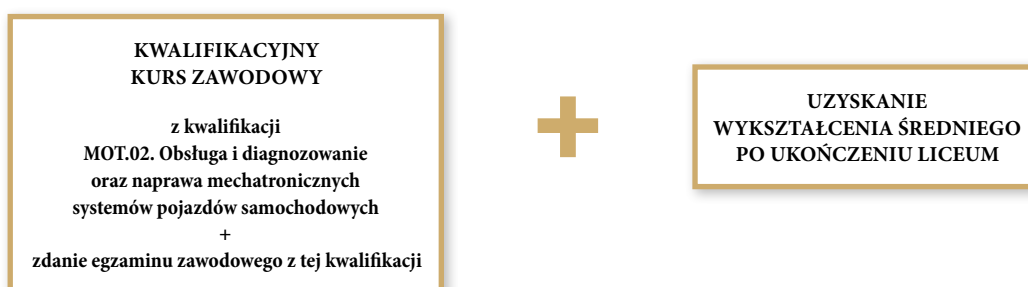 KWALIFIKACYJNY
KURS ZAWODOWY
z kwalifikacji
MOT.02. Obsługa i diagnozowanie
oraz naprawa mechatronicznych
systemów pojazdów samochodowych
+
zdanie egzaminu zawodowego z tej kwalifikacji
+
UZYSKANIE
WYKSZTAŁCENIA ŚREDNIEGO
PO UKOŃCZENIU LICEUM